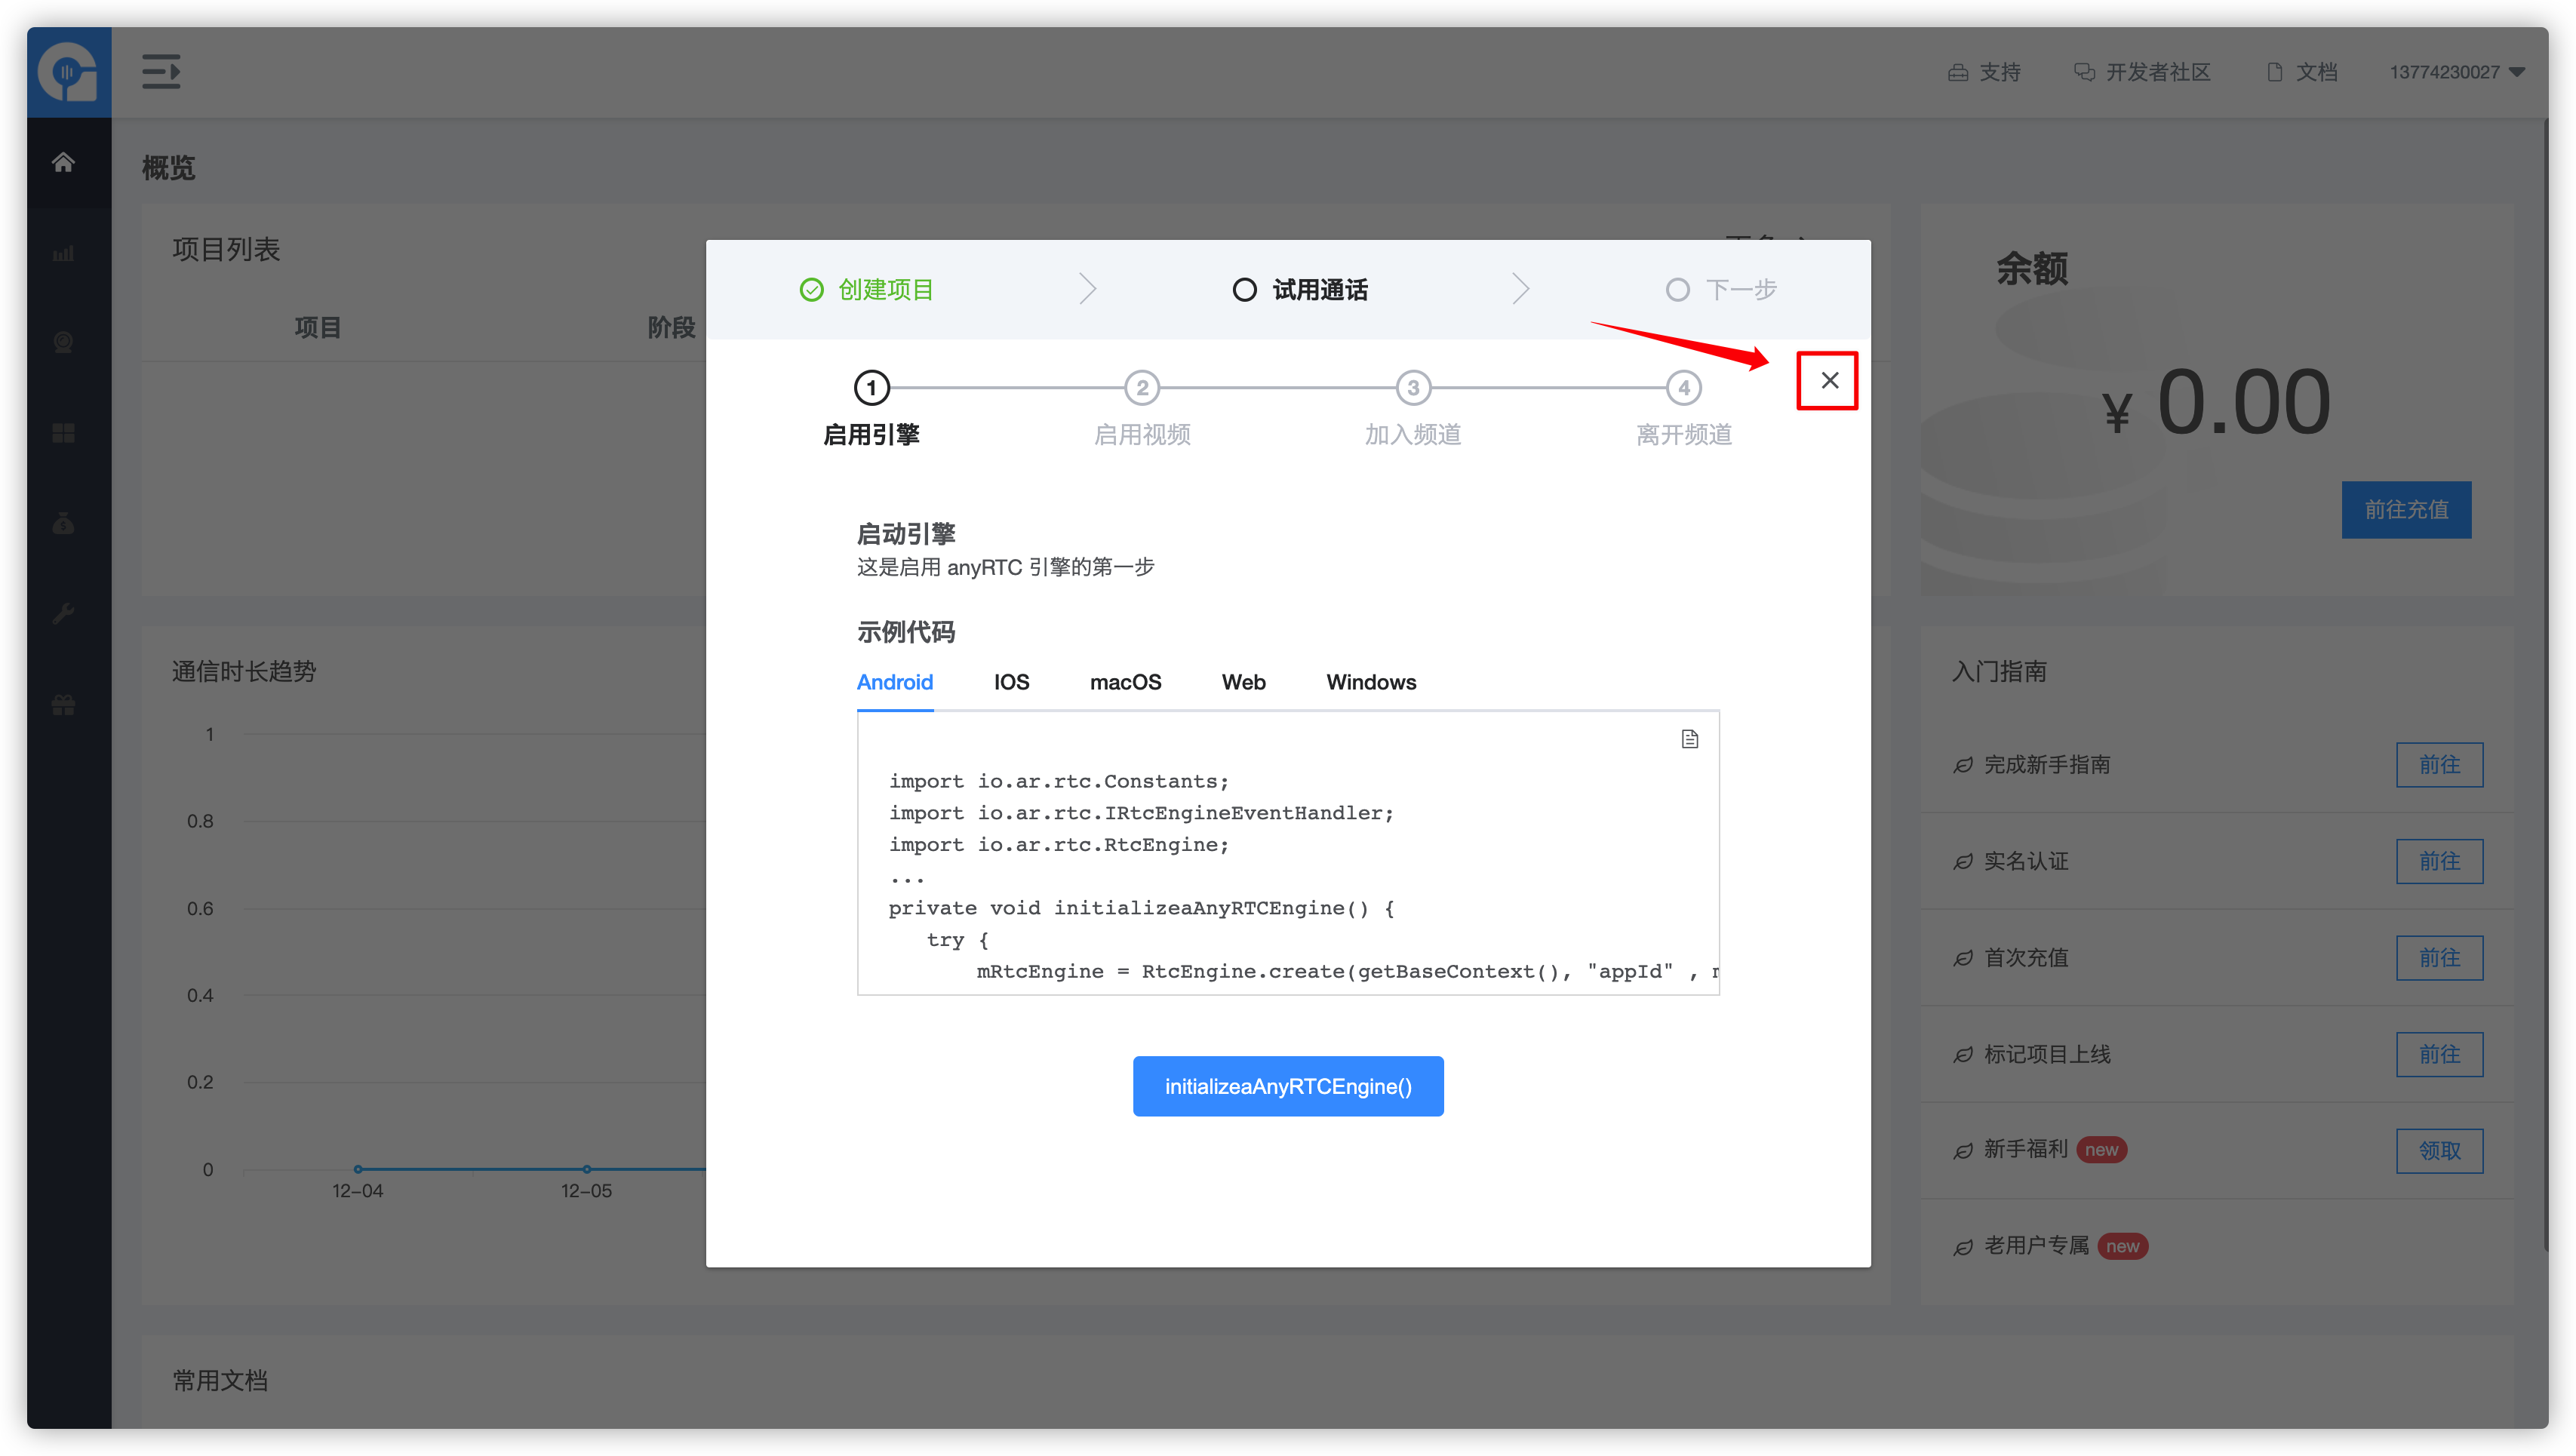 支持
开发者社区
文档
13774230027
概览
项目列表
项目
阶段
余额
¥ 0.00
前往充值
创建项目
试用通话
下一步
1
2
3
4
启用引擎
启用视频
加入频道
离开频道
启动引擎
这是启用 anyRTC 引擎的第一步
示例代码
Android
IOS
macOS
Web
Windows
import io.ar.rtc.Constants;
import io.ar.rtc.IRtcEngineEventHandler;
import io.ar.rtc.RtcEngine;
...
private void initializeaAnyRTCEngine() {
try {
mRtcEngine = RtcEngine.create(getBaseContext(), "appId" ,
initializeaAnyRTCEngine()
通信时长趋势
1
0.8
0.6
0.4
0.2
0
12-04
12-05
入门指南
完成新手指南
前往
实名认证
前往
首次充值
前往
标记项目上线
前往
新手福利 new
领取
老用户专属 new
常用文档